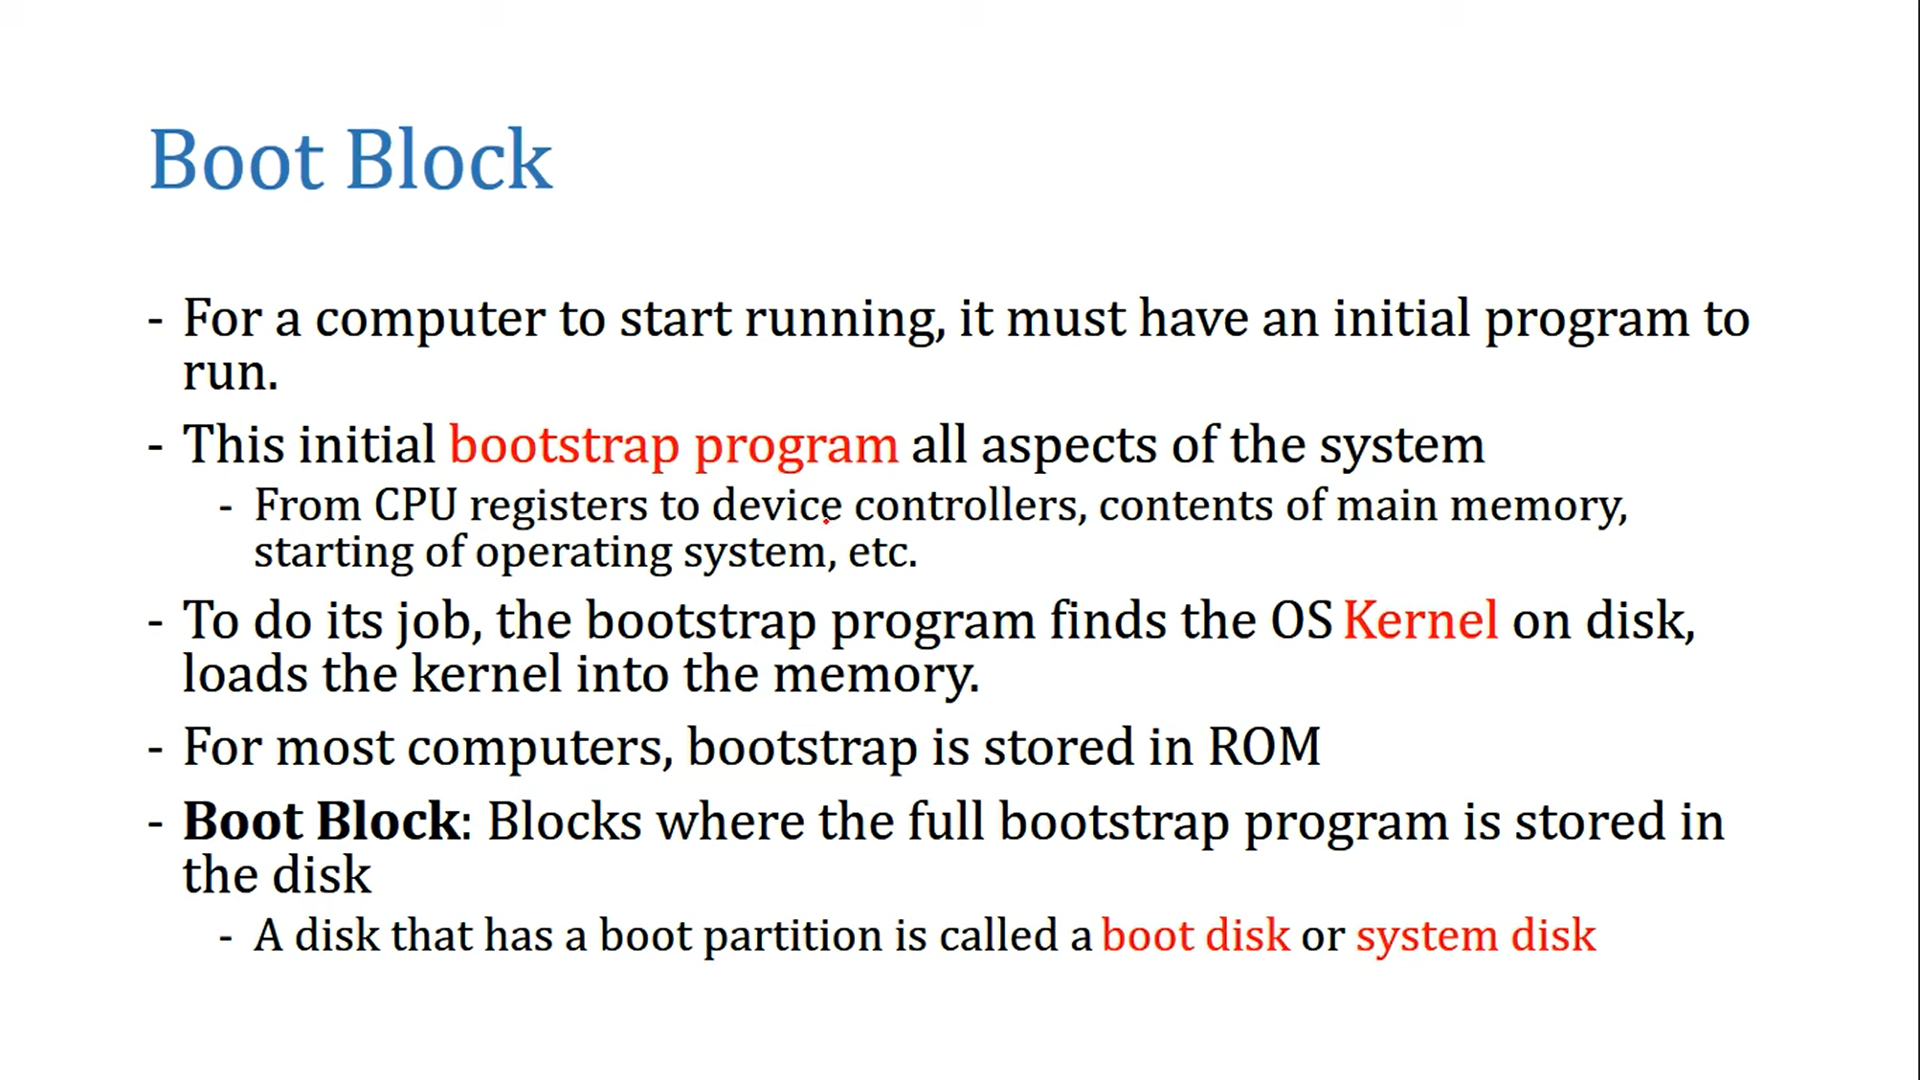 Boot Block
- For a computer to start running, it must have an initial program to
run.
- This initial bootstrap program all aspects of the system
- From CPU registers to device controllers, contents of main memory,
starting of operating system, etc.
- To do its job, the bootstrap program finds the OS Kernel on disk,
loads the kernel into the memory.
- For most computers, bootstrap is stored in ROM
- Boot Block: Blocks where the full bootstrap program is stored in
the disk
- A disk that has a boot partition is called a boot disk or system disk